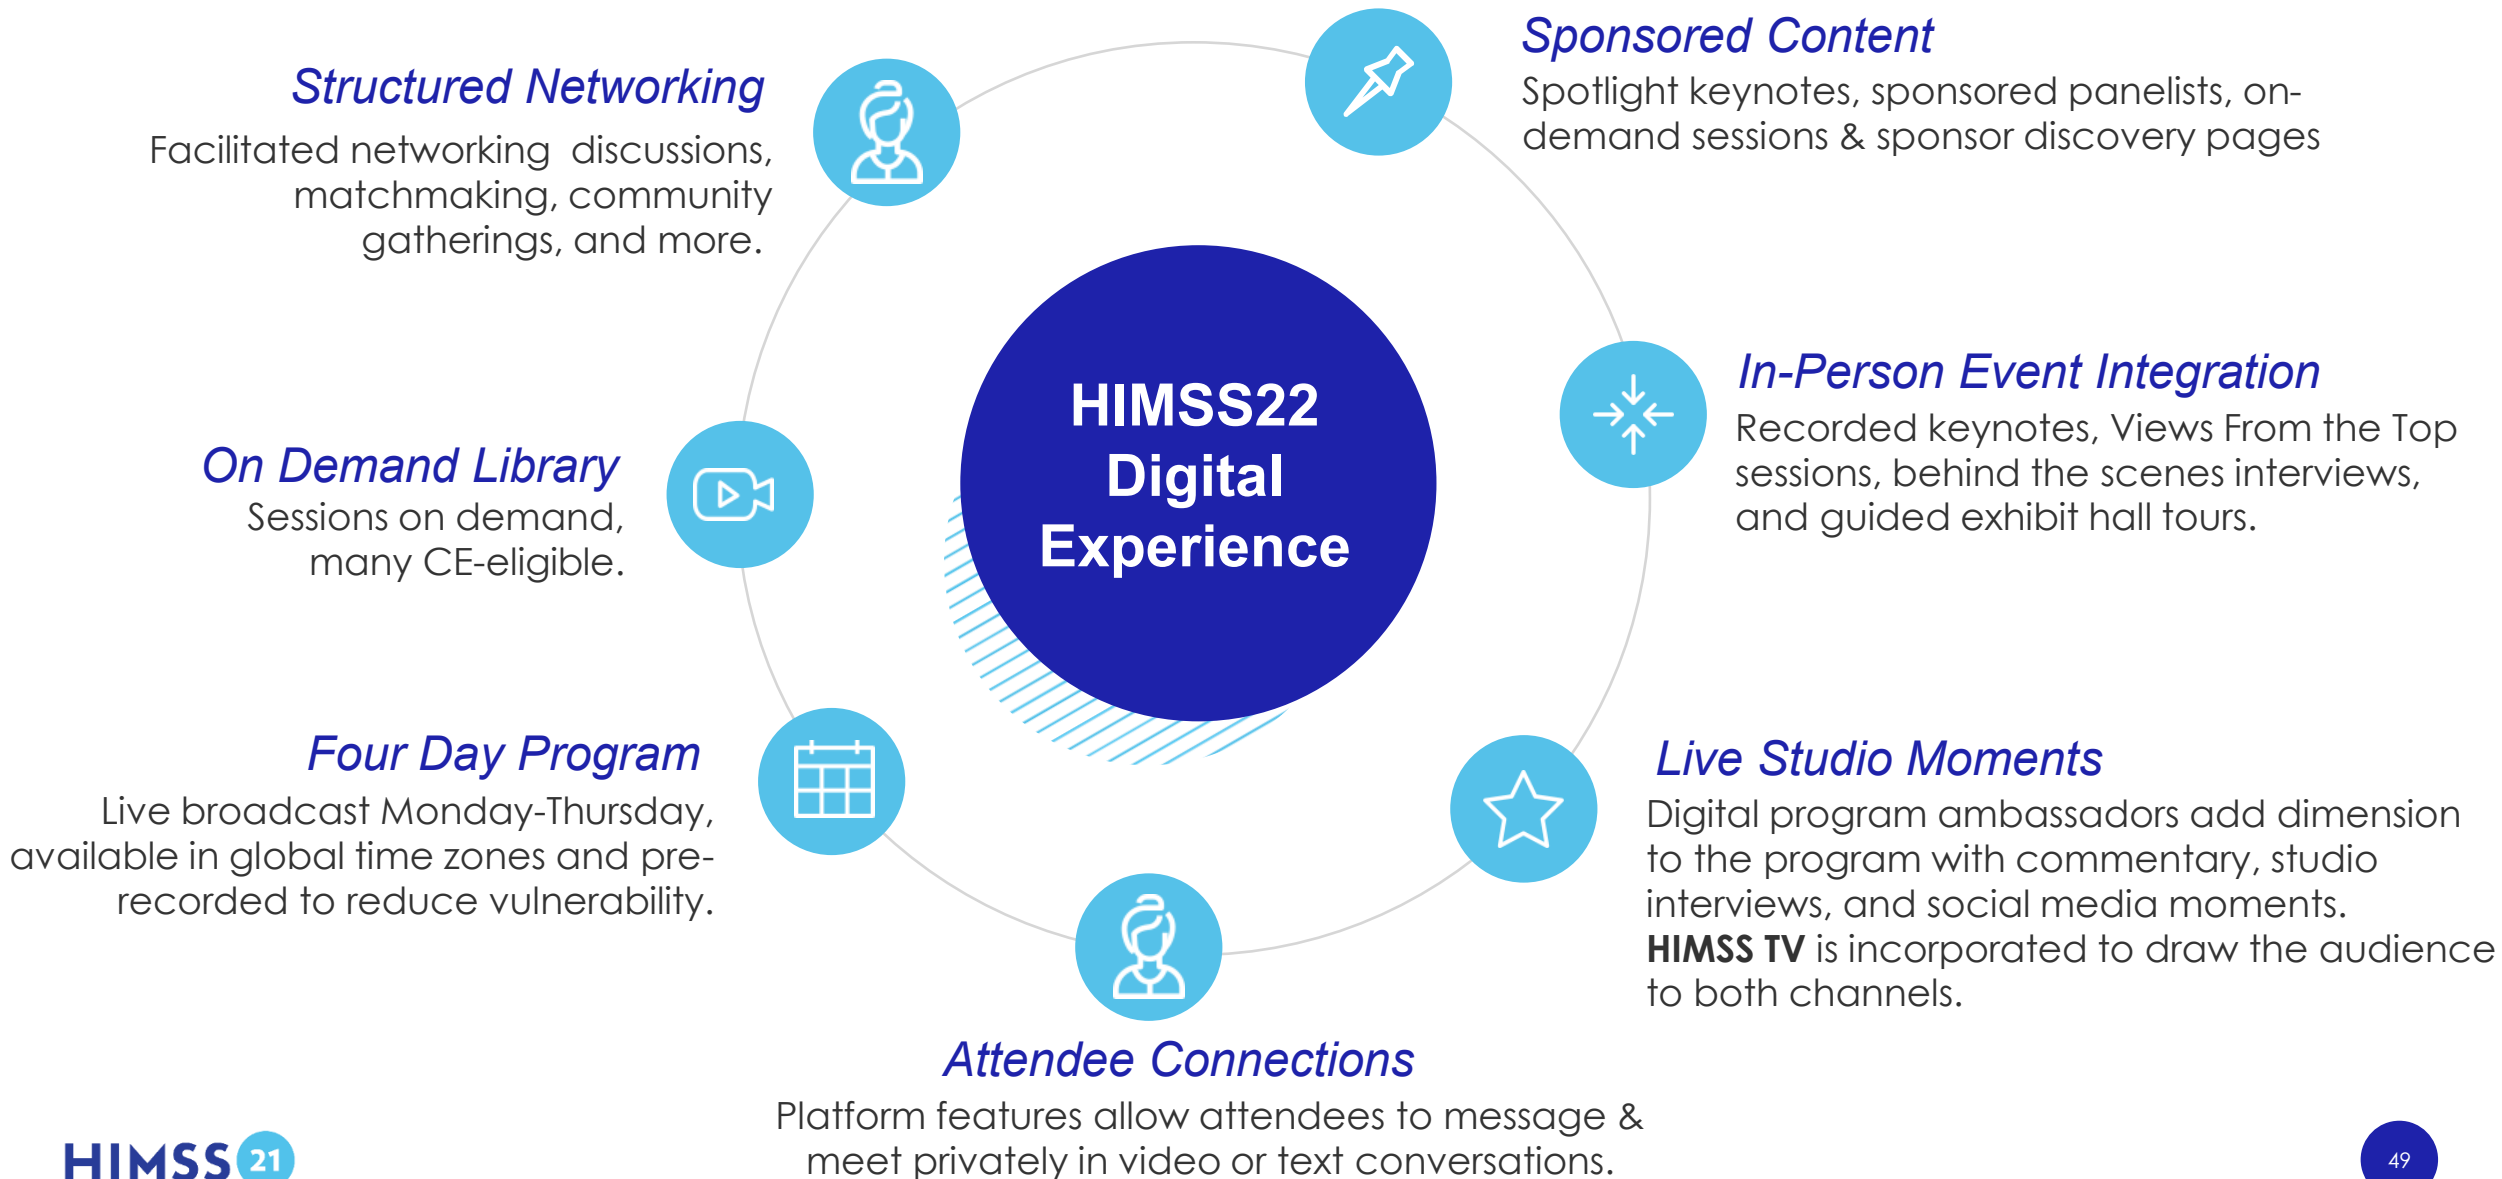 Structured Networking
Facilitated networking  discussions,
matchmaking, community
gatherings, and more.
Sponsored Content
Spotlight keynotes, sponsored panelists, on-
demand sessions & sponsor discovery pages
HIMSS22
Digital
Experience
In-Person Event Integration
Recorded keynotes, Views From the Top
sessions, behind the scenes interviews,
and guided exhibit hall tours.
On Demand Library
Sessions on demand,
many CE-eligible.
Four Day Program
Live broadcast Monday-Thursday,
available in global time zones and pre-
recorded to reduce vulnerability.
Live Studio Moments
Digital program ambassadors add dimension
to the program with commentary, studio
interviews, and social media moments.
HIMSS TV is incorporated to draw the audience
to both channels.
Attendee Connections
Platform features allow attendees to message &
meet privately in video or text conversations.
HIMSS 21
49